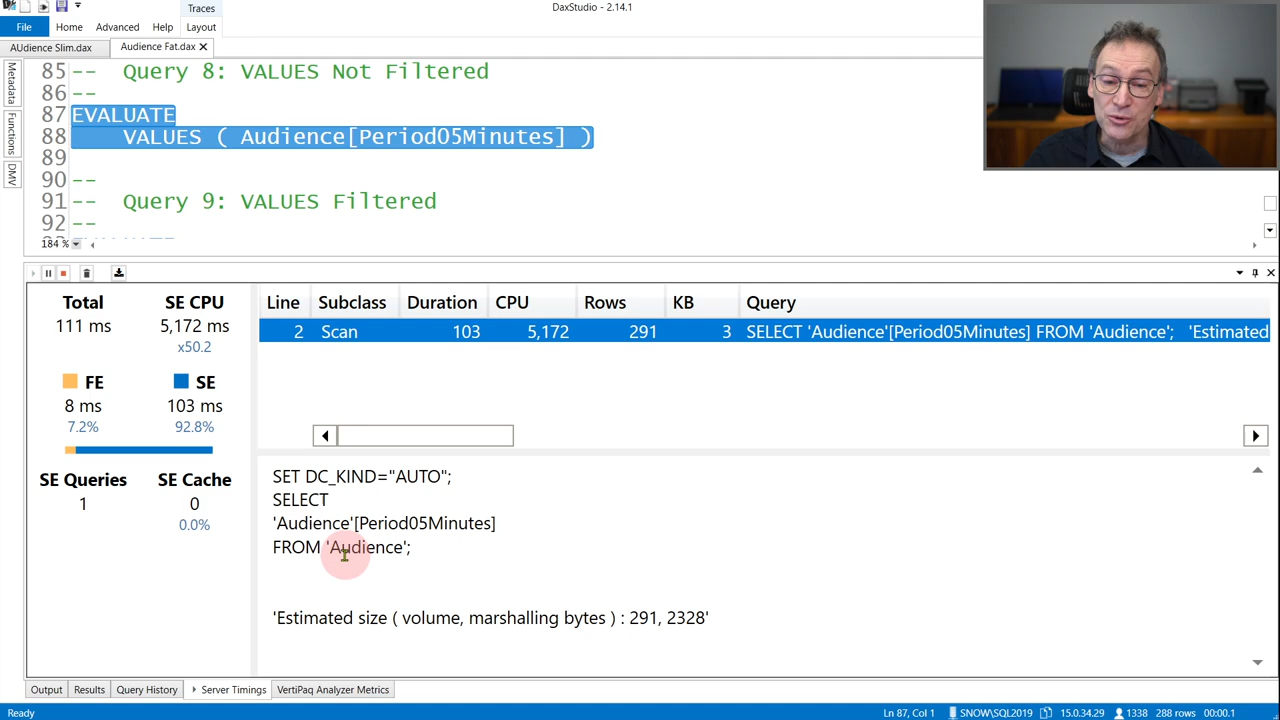 Traces
DaxStudio - 2.14.1
File Home Advanced Help Layout
AUdience Slim.dax Audience Fat.dax
Metadata
Functions
DMV
85 -- Query 8: VALUES Not Filtered
86 --
87 EVALUATE
88 VALUES ( Audience[Period05Minutes] )
89
90 --
91 -- Query 9: VALUES Filtered
92 --
184 %
Total SE CPU
111 ms 5,172 ms
x50.2
FE SE
8 ms 103 ms
7.2% 92.8%
SE Queries SE Cache
1 0
0.0%
Line Subclass Duration CPU Rows KB Query
2 Scan 103 5,172 291 3 SELECT 'Audience'[Period05Minutes] FROM 'Audience'; 'Estimated
SET DC_KIND="AUTO";
SELECT
'Audience'[Period05Minutes]
FROM 'Audience';
'Estimated size ( volume, marshalling bytes ) : 291, 2328'
Output Results Query History Server Timings VertiPaq Analyzer Metrics
Ready Ln 87, Col 1 SNOW\SQL2019 15.0.34.29 1338 288 rows 00:00.1